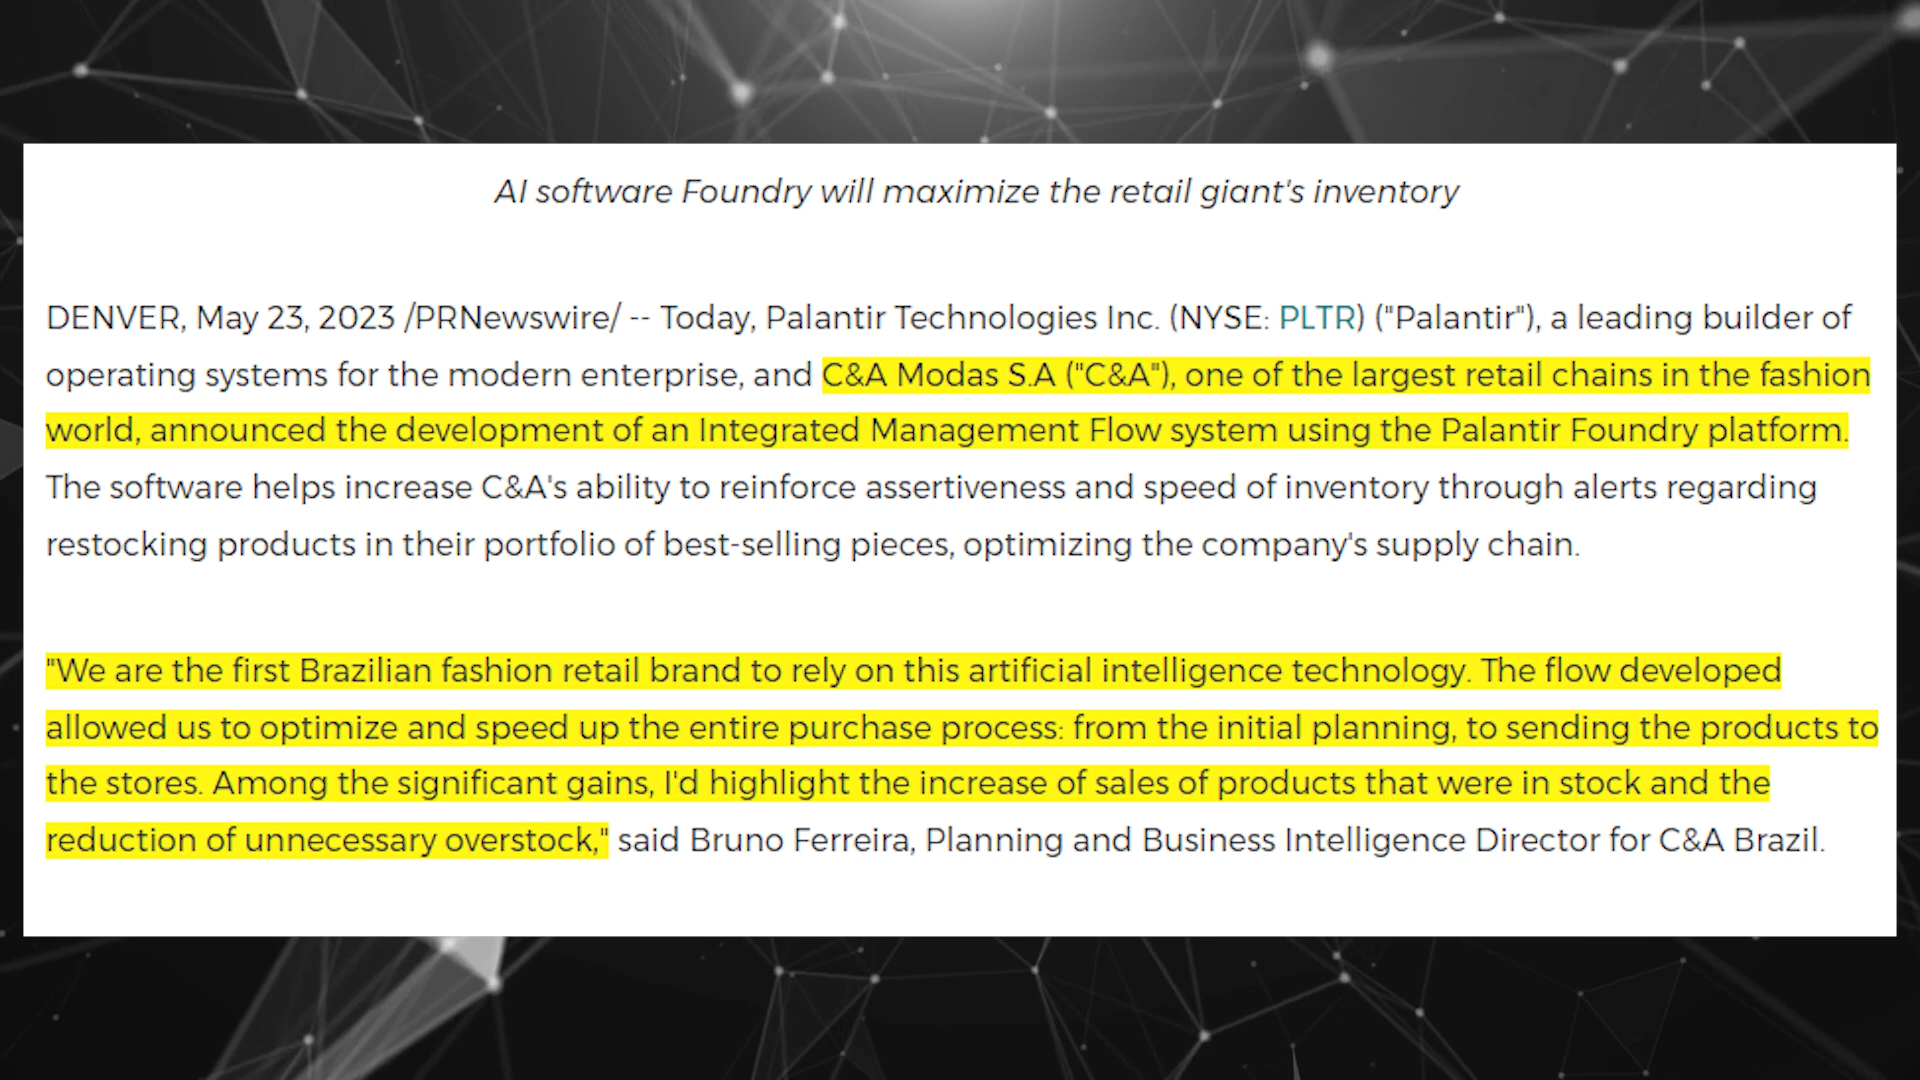 AI software Foundry will maximize the retail giant's inventory
DENVER, May 23, 2023 /PRNewswire/ -- Today, Palantir Technologies Inc. (NYSE: PLTR) ("Palantir"), a leading builder of
operating systems for the modern enterprise, and C&A Modas S.A ("C&A"), one of the largest retail chains in the fashion
world, announced the development of an Integrated Management Flow system using the Palantir Foundry platform.
The software helps increase C&A's ability to reinforce assertiveness and speed of inventory through alerts regarding
restocking products in their portfolio of best-selling pieces, optimizing the company's supply chain.
"We are the first Brazilian fashion retail brand to rely on this artificial intelligence technology. The flow developed
allowed us to optimize and speed up the entire purchase process: from the initial planning, to sending the products to
the stores. Among the significant gains, I'd highlight the increase of sales of products that were in stock and the
reduction of unnecessary overstock," said Bruno Ferreira, Planning and Business Intelligence Director for C&A Brazil.